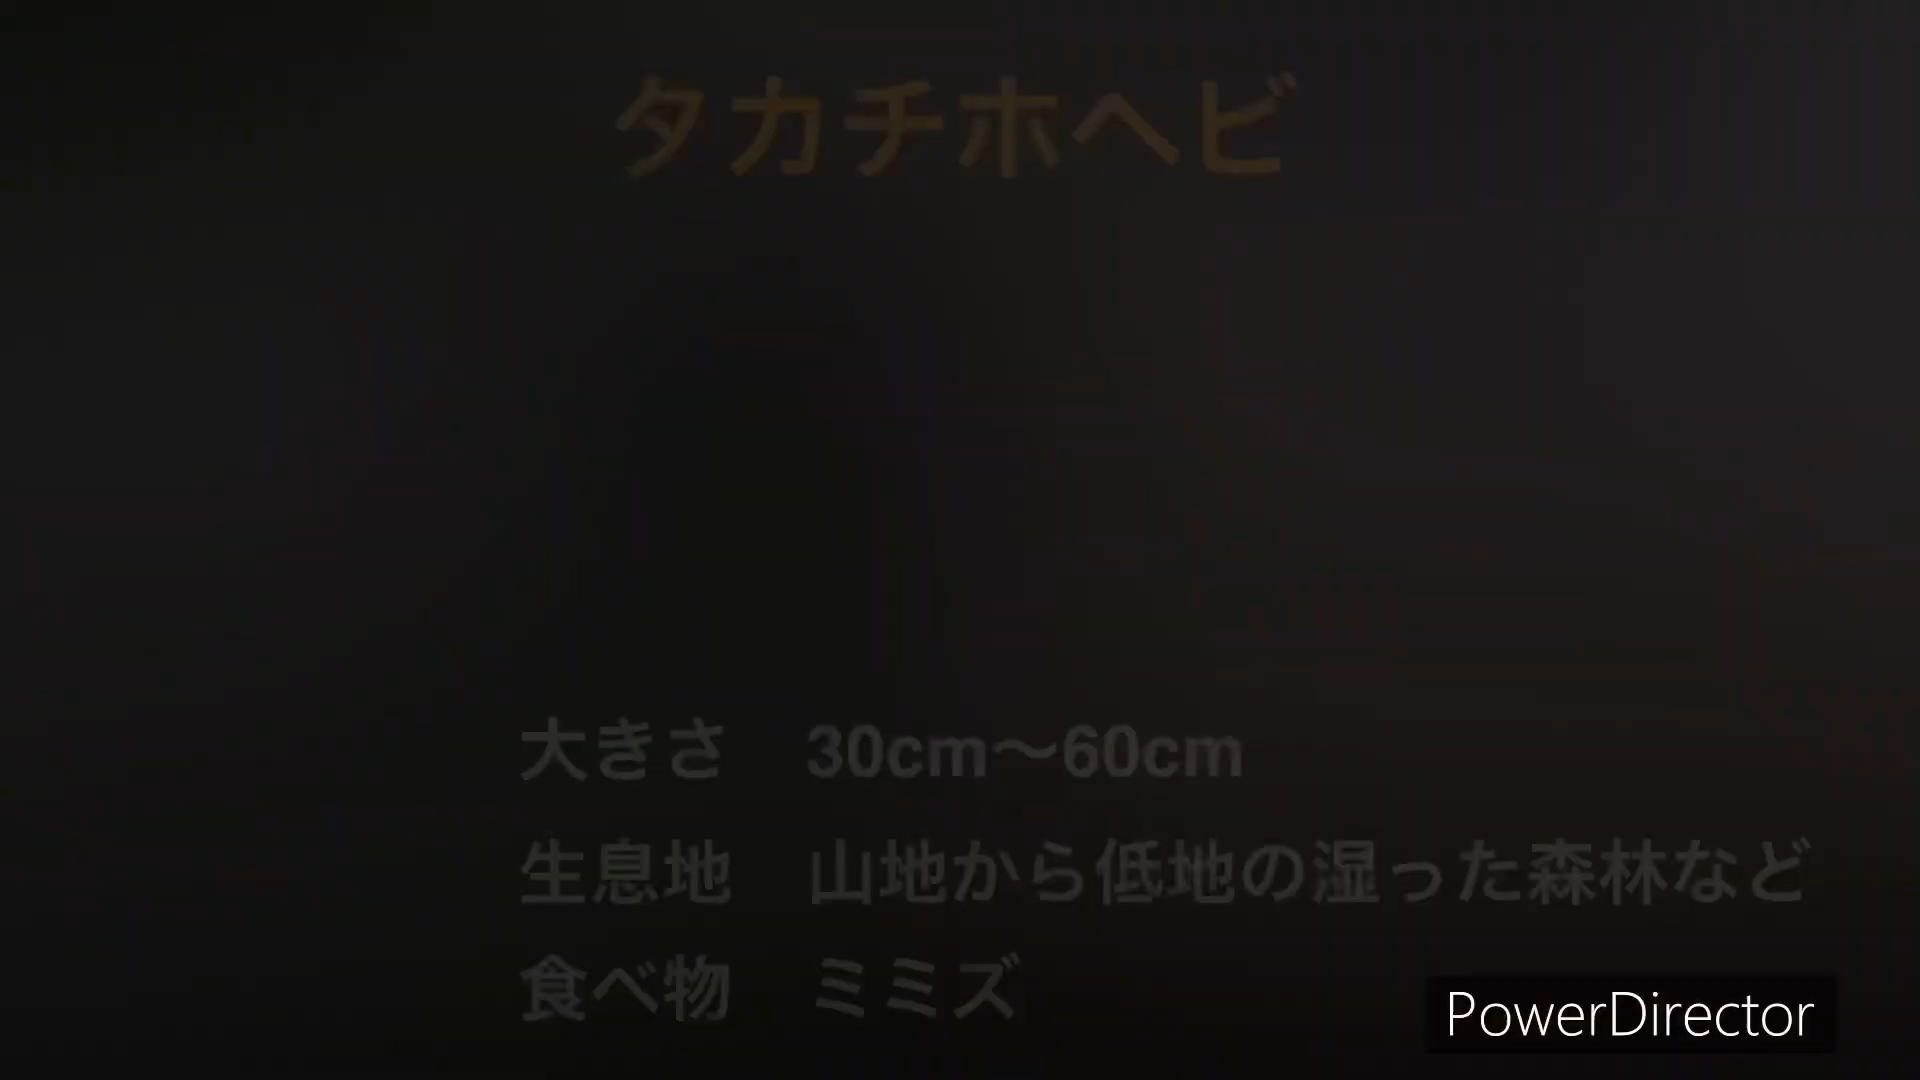 タカチホヘビ
大きさ　30cm〜60cm
生息地　山地から低地の湿った森林など
食べ物　ミミズ
PowerDirector